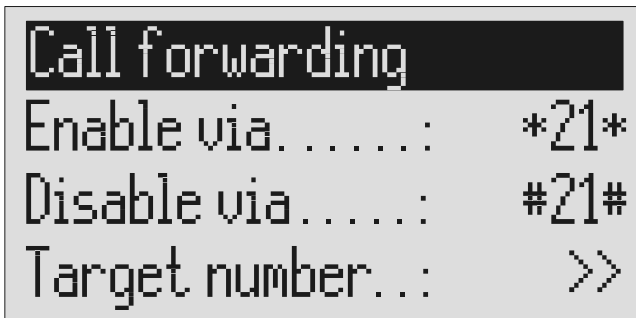 Call forwarding
Enable via......: *21*
Disable via.....: #21#
Target number..: >>